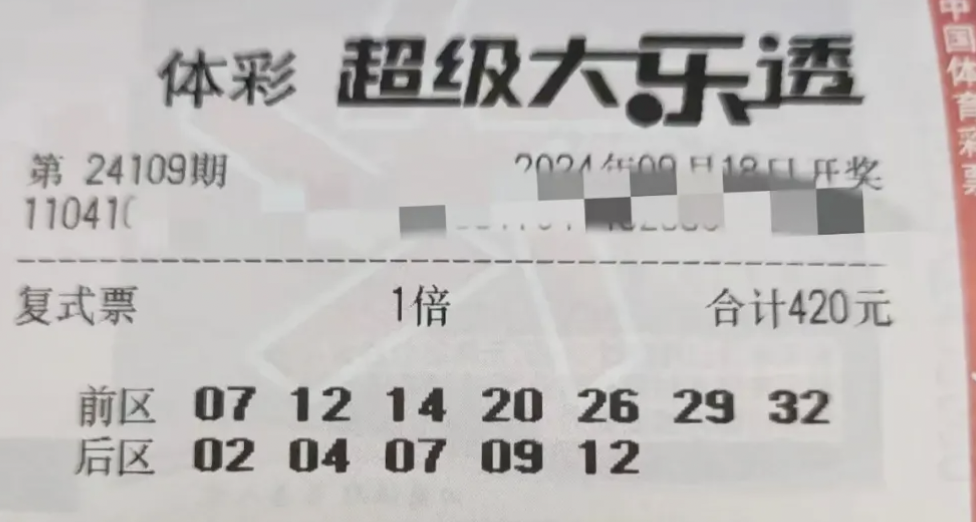 体彩 超级大乐透
第 24109期 2024年09月18日开奖
11041
复式票 1倍 合计420元
前区 07 12 14 20 26 29 32
后区 02 04 07 09 12
中国体育彩票